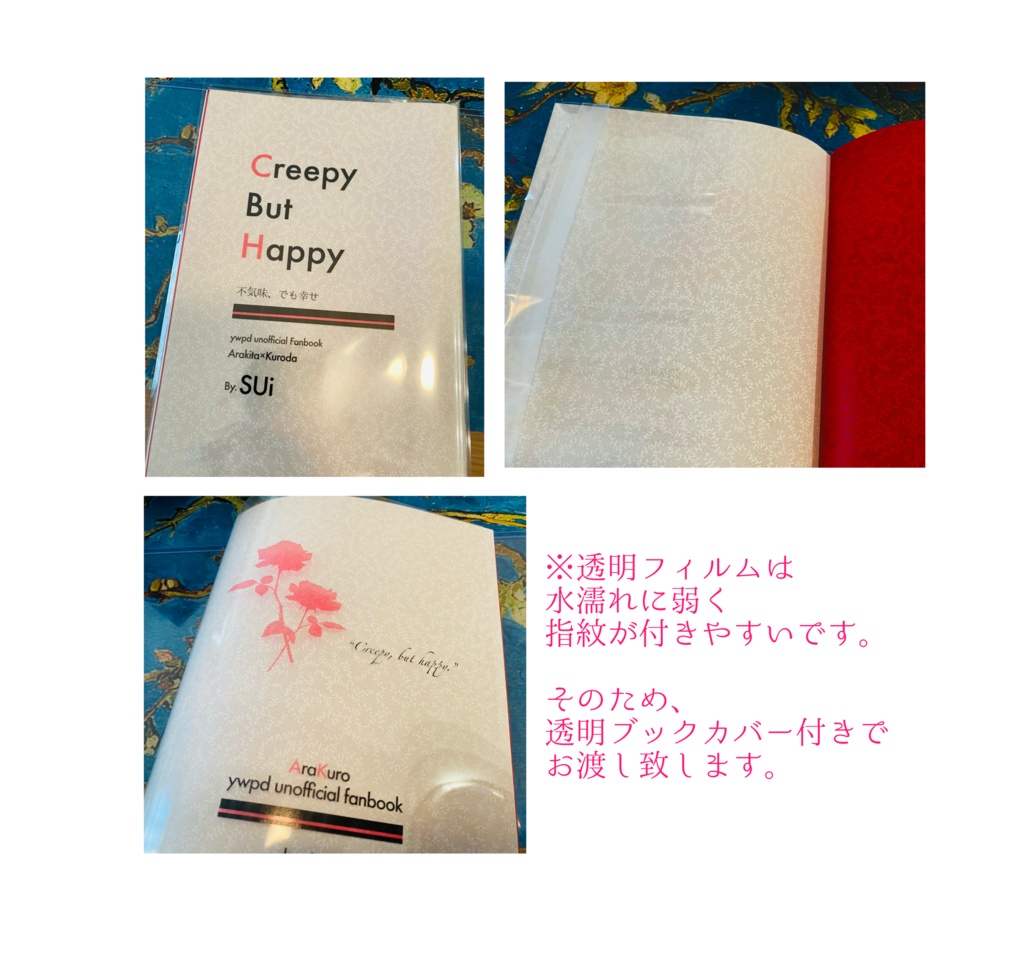 Creepy
But
Happy
不気味、でも幸せ
ywpd unofficial Fanbook
Arakita×Kuroda
By. SUi
"Creepy, but happy."
AraKuro
ywpd unofficial fanbook
※透明フィルムは
水濡れに弱く
指紋が付きやすいです。
そのため、
透明ブックカバー付きで
お渡し致します。